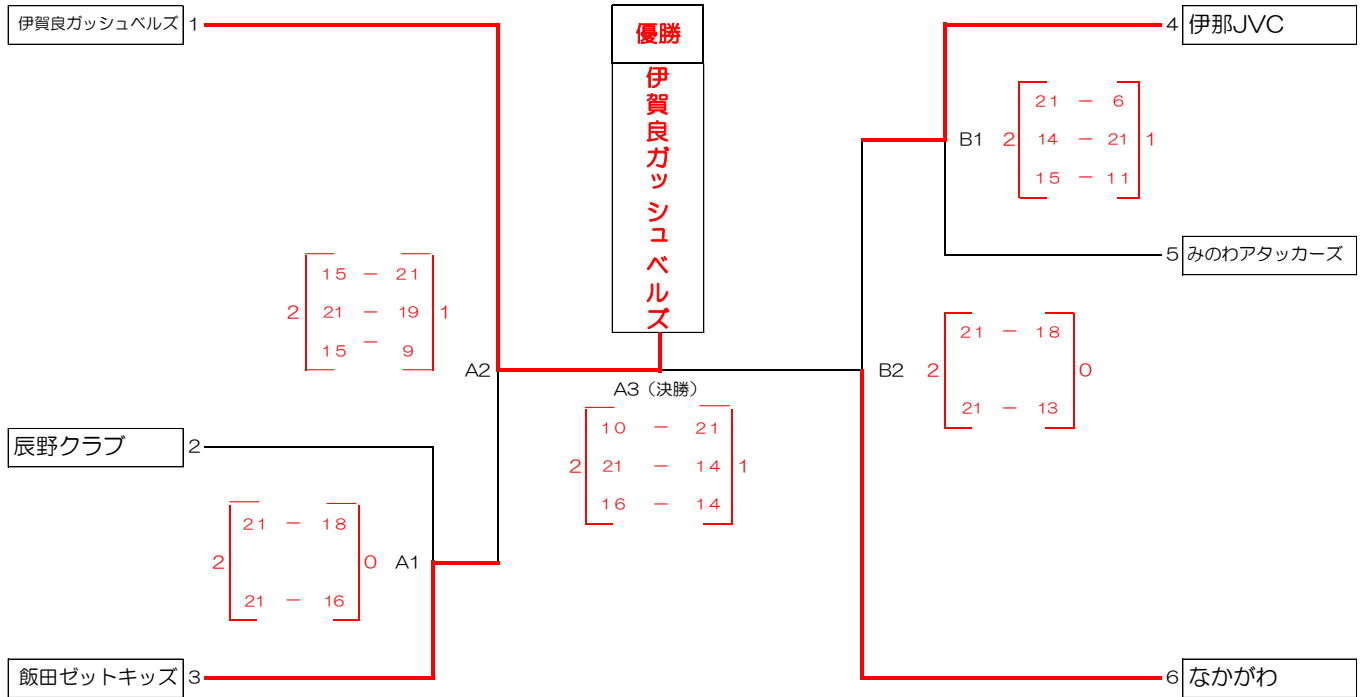 伊賀良ガッシュベルズ 1
優勝
伊賀良ガッシュベルズ
4 伊那JVC
B1 2 21 － 6
14 － 21 1
15 － 11
5 みのわアタッカーズ
15 － 21
2 21 － 19 1
15 － 9
A2
A3（決勝）
10 － 21
2 21 － 14 1
16 － 14
B2 2 21 － 18 0
21 － 13
辰野クラブ 2
21 － 18
2 0 A1
21 － 16
飯田ゼットキッズ 3
6 なかがわ